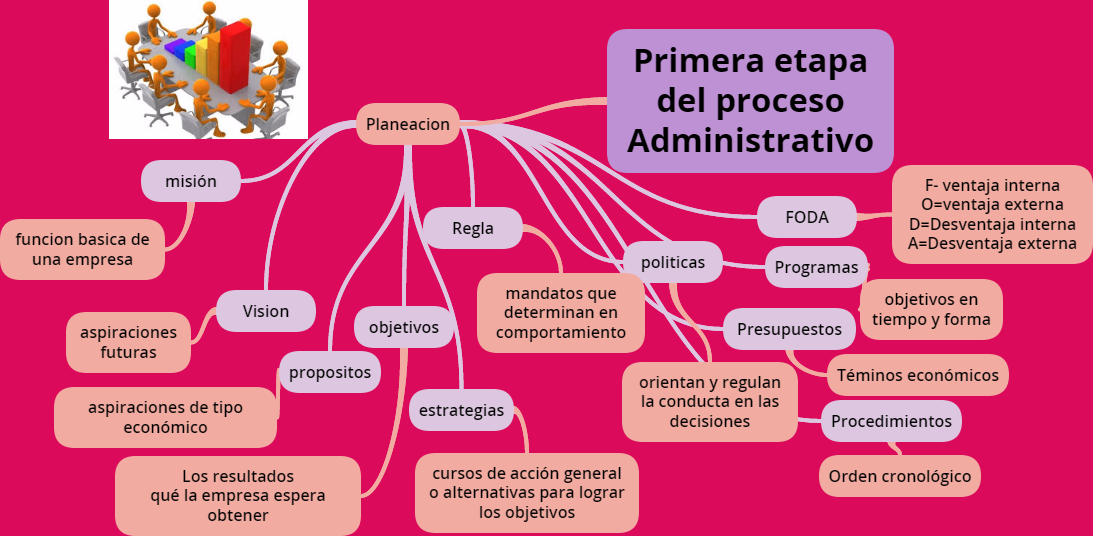 Primera etapa
del proceso
Administrativo
Planeacion
misión
funcion basica de
una empresa
Vision
aspiraciones
futuras
propositos
aspiraciones de tipo
económico
objetivos
Los resultados
qué la empresa espera
obtener
estrategias
cursos de acción general
o alternativas para lograr
los objetivos
Regla
mandatos que
determinan en
comportamiento
politicas
orientan y regulan
la conducta en las
decisiones
FODA
F- ventaja interna
O=ventaja externa
D=Desventaja interna
A=Desventaja externa
Programas
objetivos en
tiempo y forma
Presupuestos
Téminos económicos
Procedimientos
Orden cronológico